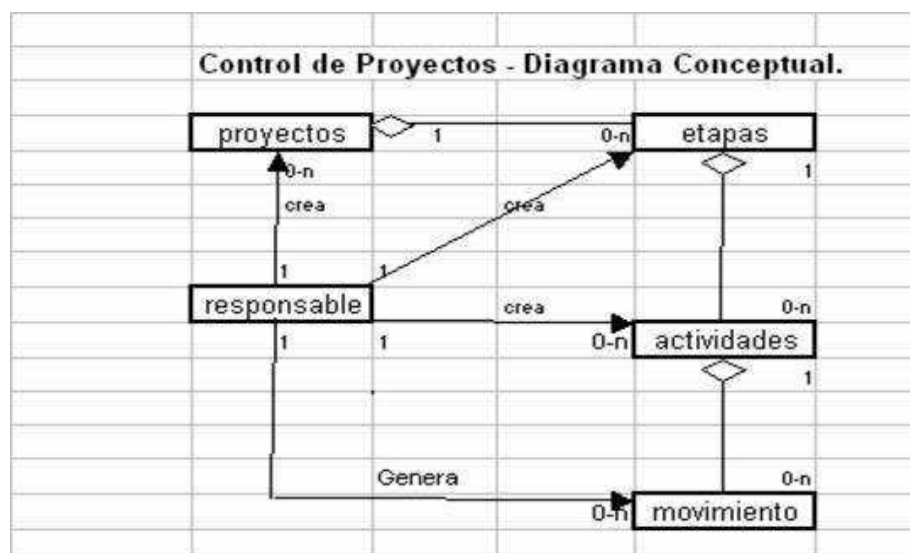 Control de Proyectos - Diagrama Conceptual.
proyectos
1
0-n
etapas
0-n
1
crea
crea
1
1
responsable
crea
0-n
1
1
0-n
actividades
1
Genera
0-n
0-n
movimiento